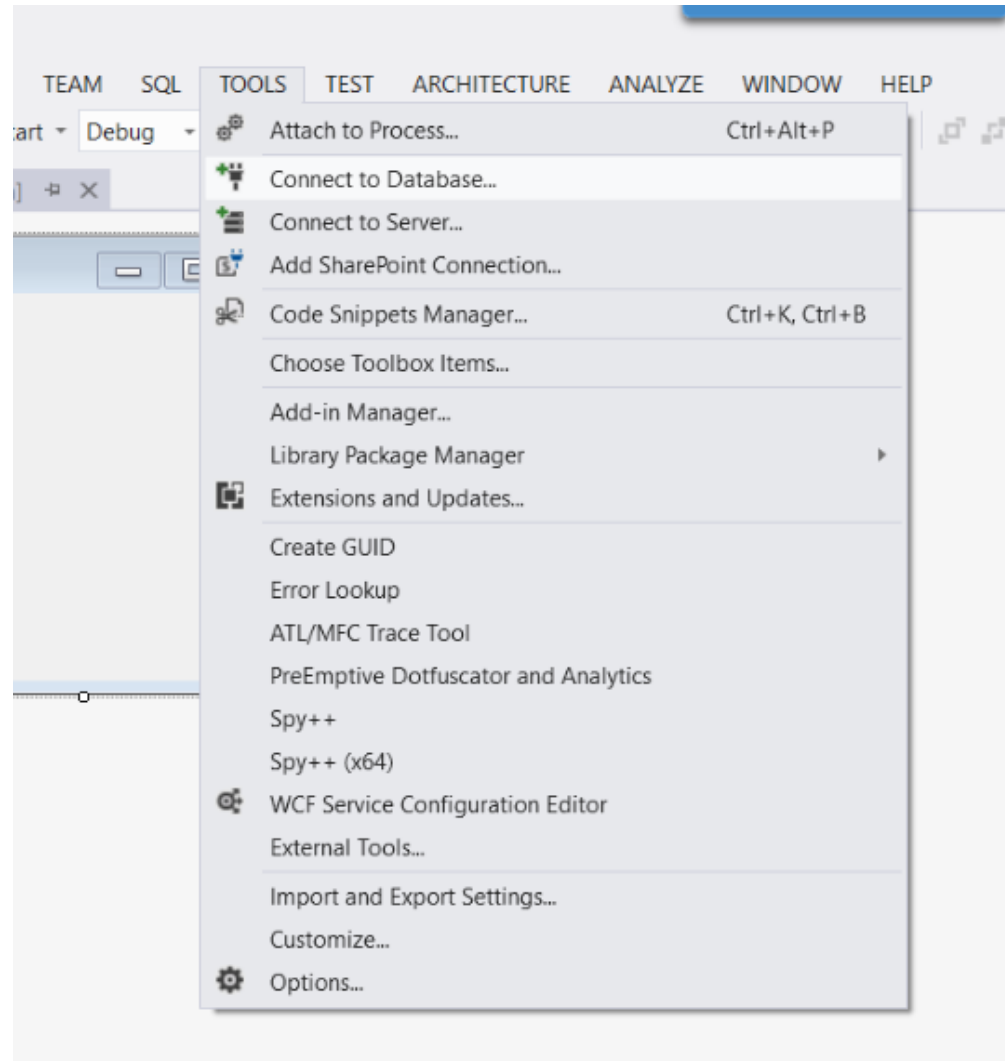 TEAM SQL TOOLS TEST ARCHITECTURE ANALYZE WINDOW HELP
Debug
Attach to Process... Ctrl+Alt+P
Connect to Database...
Connect to Server...
Add SharePoint Connection...
Code Snippets Manager... Ctrl+K, Ctrl+B
Choose Toolbox Items...
Add-in Manager...
Library Package Manager
Extensions and Updates...
Create GUID
Error Lookup
ATL/MFC Trace Tool
PreEmptive Dotfuscator and Analytics
Spy++
Spy++ (x64)
WCF Service Configuration Editor
External Tools...
Import and Export Settings...
Customize...
Options...